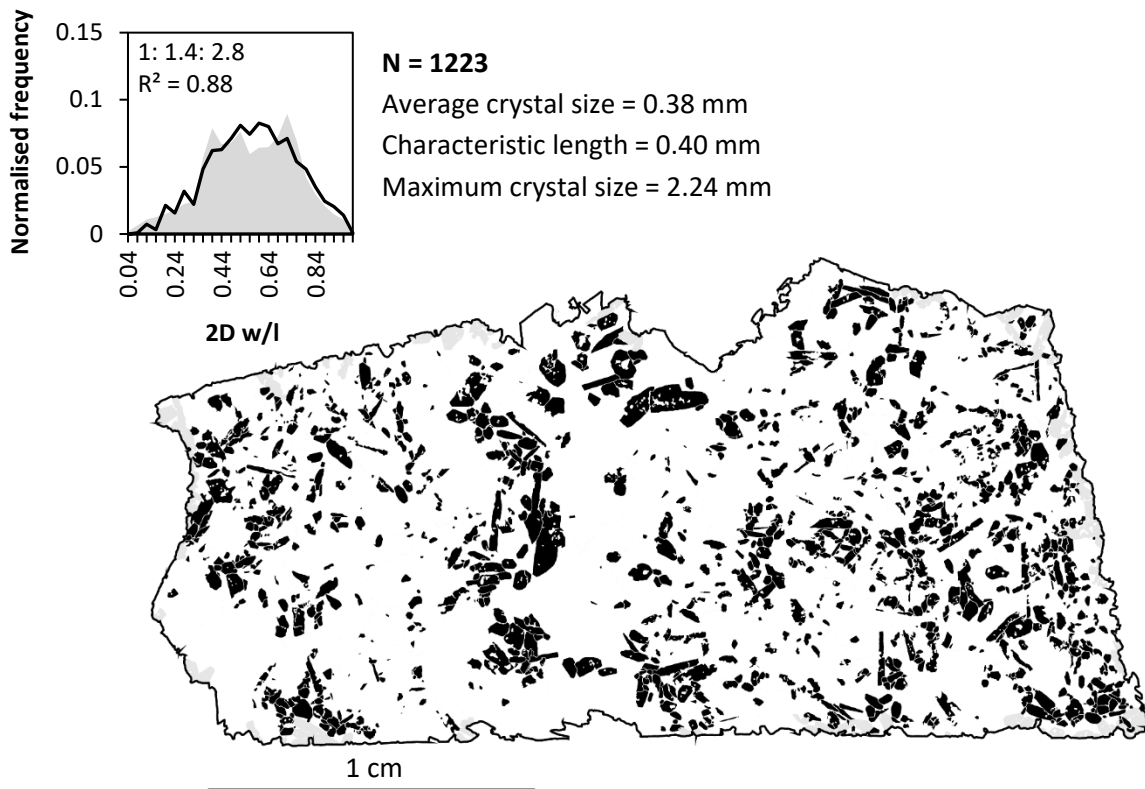 Normalised frequency
0.15
0.1
0.05
0
1: 1.4: 2.8
R² = 0.88
0.04
0.24
0.44
0.64
0.84
2D w/l
N = 1223
Average crystal size = 0.38 mm
Characteristic length = 0.40 mm
Maximum crystal size = 2.24 mm
1 cm